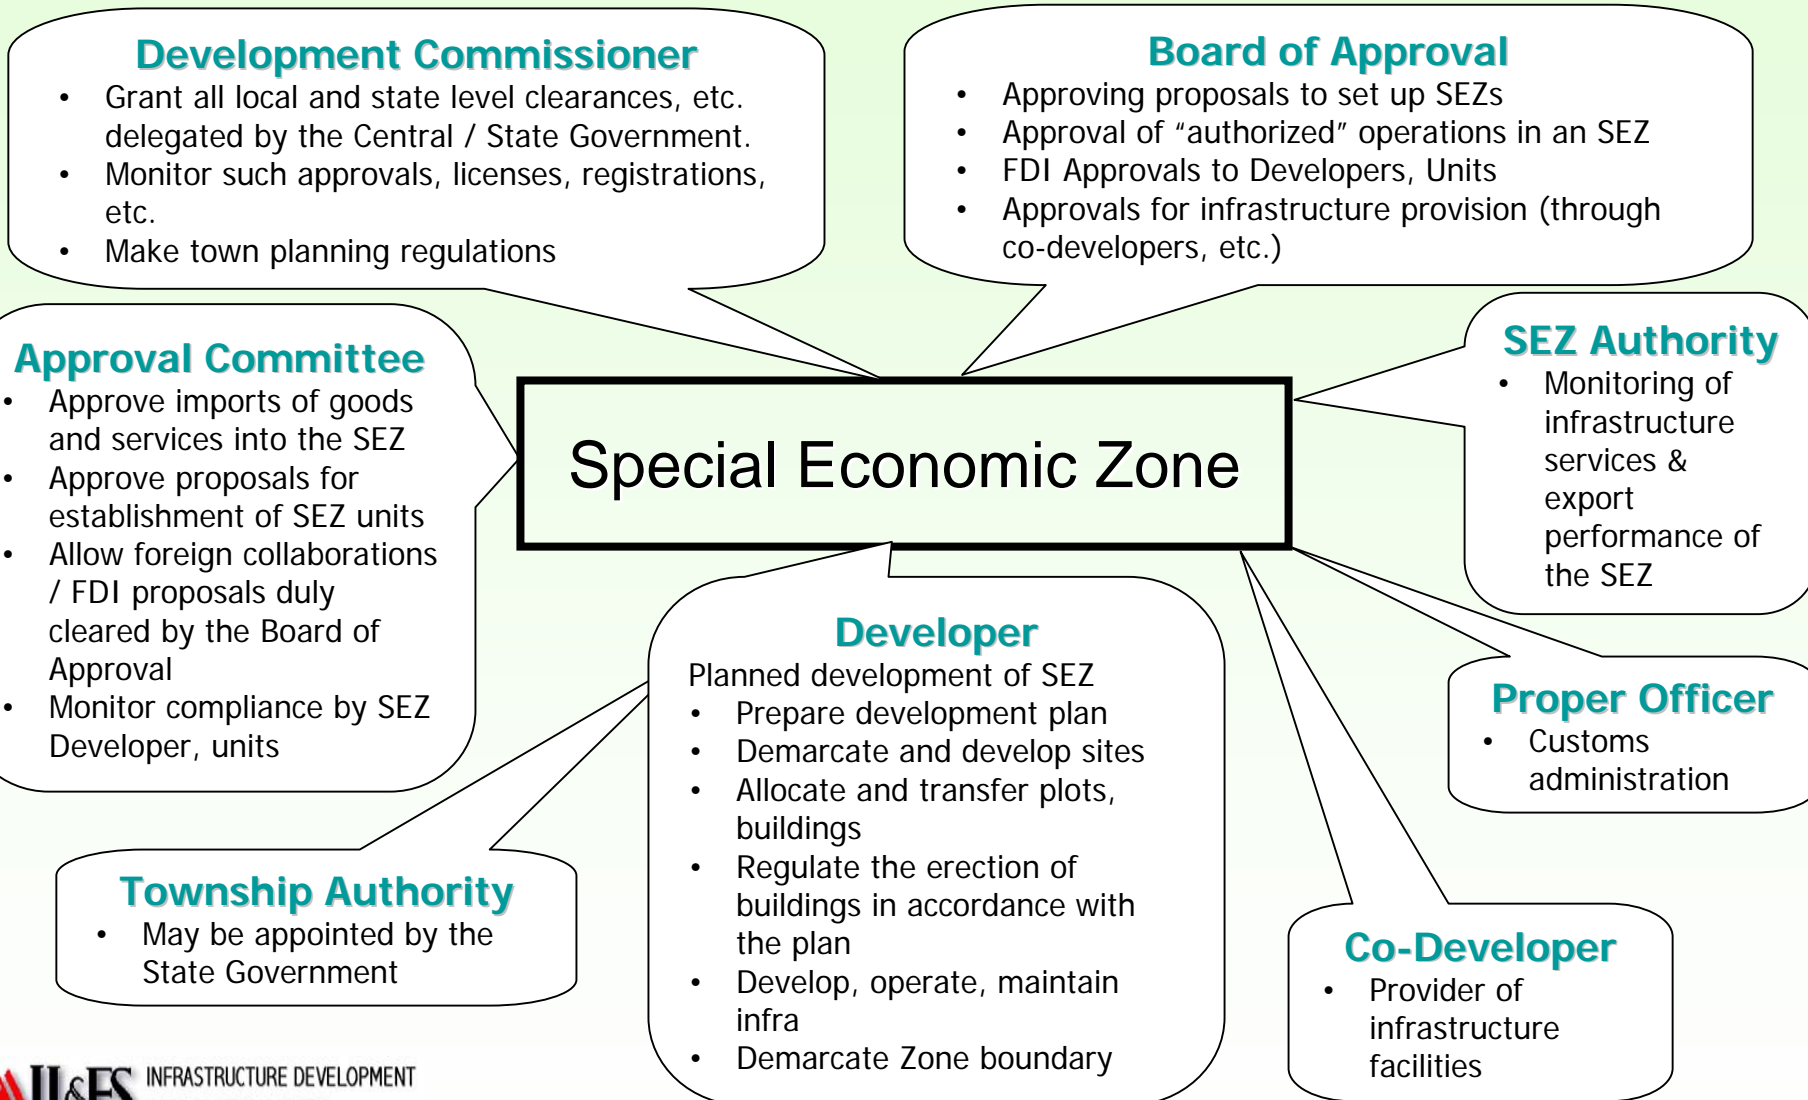 Development Commissioner
• Grant all local and state level clearances, etc.
delegated by the Central / State Government.
• Monitor such approvals, licenses, registrations,
etc.
• Make town planning regulations
Board of Approval
• Approving proposals to set up SEZs
• Approval of “authorized” operations in an SEZ
• FDI Approvals to Developers, Units
• Approvals for infrastructure provision (through
co-developers, etc.)
Approval Committee
• Approve imports of goods
and services into the SEZ
• Approve proposals for
establishment of SEZ units
• Allow foreign collaborations
/ FDI proposals duly
cleared by the Board of
Approval
• Monitor compliance by SEZ
Developer, units
Special Economic Zone
SEZ Authority
• Monitoring of
infrastructure
services &
export
performance of
the SEZ
Developer
Planned development of SEZ
• Prepare development plan
• Demarcate and develop sites
• Allocate and transfer plots,
buildings
• Regulate the erection of
buildings in accordance with
the plan
• Develop, operate, maintain
infra
• Demarcate Zone boundary
Proper Officer
• Customs
administration
Township Authority
• May be appointed by the
State Government
Co-Developer
• Provider of
infrastructure
facilities
IL&FS INFRASTRUCTURE DEVELOPMENT